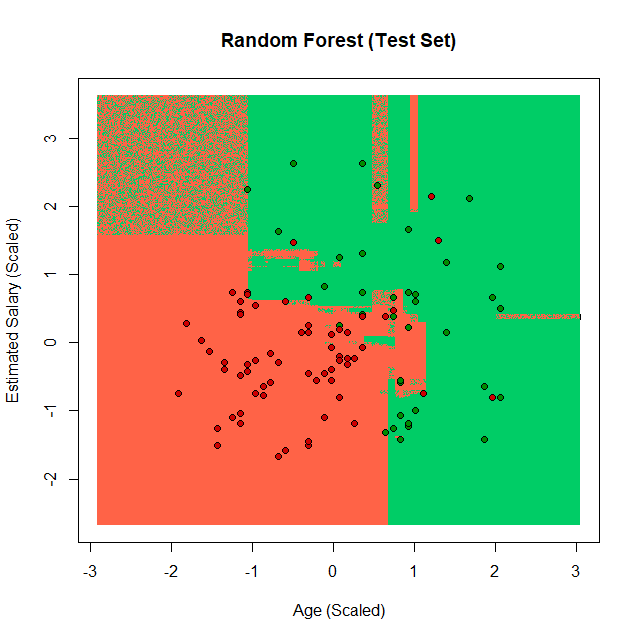 Random Forest (Test Set)
Estimated Salary (Scaled)
3
2
1
0
-1
-2
-3 -2 -1 0 1 2 3
Age (Scaled)